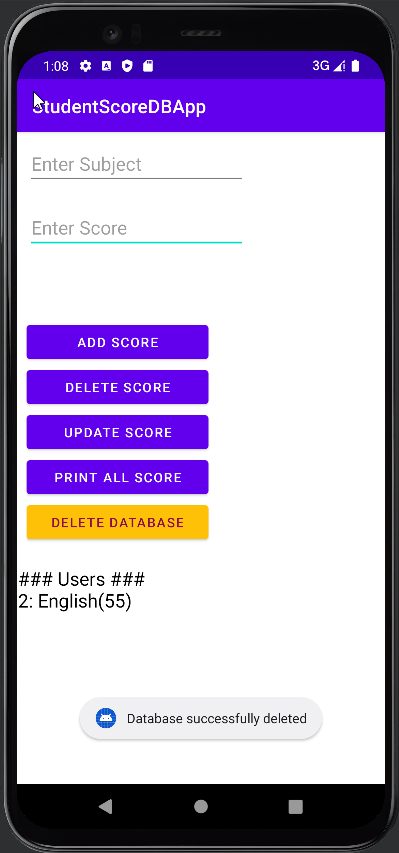 1:08 3G
StudentScoreDBApp
Enter Subject
Enter Score
ADD SCORE
DELETE SCORE
UPDATE SCORE
PRINT ALL SCORE
DELETE DATABASE
### Users ###
2: English(55)
Database successfully deleted